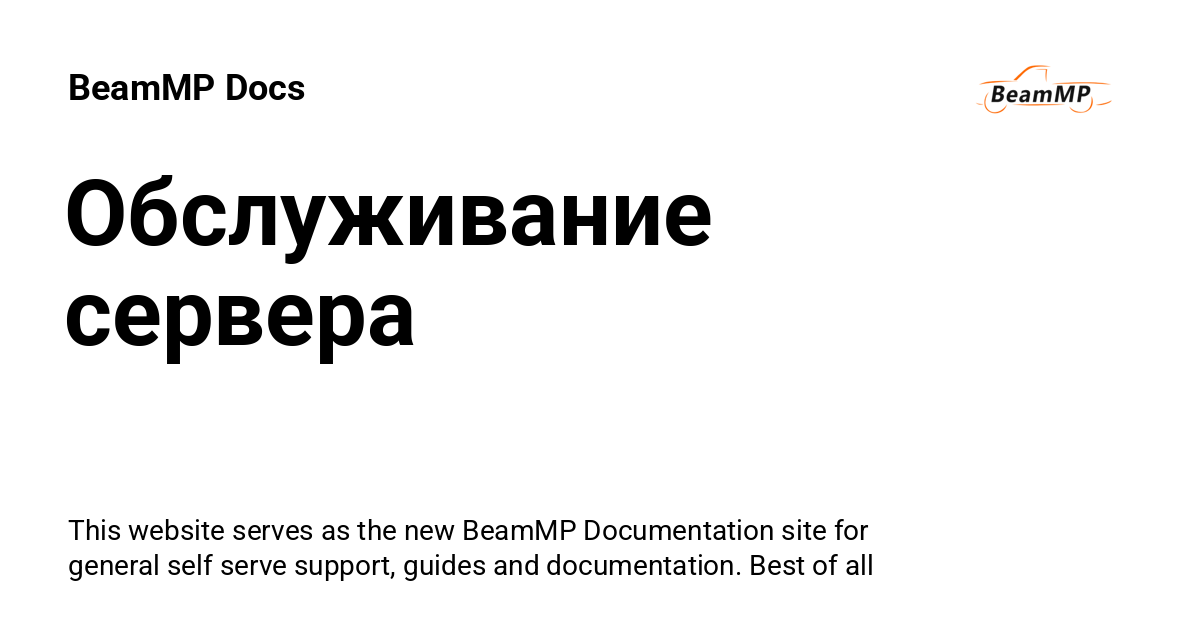 BeamMP Docs
BeamMP
Обслуживание
сервера
This website serves as the new BeamMP Documentation site for
general self serve support, guides and documentation. Best of all